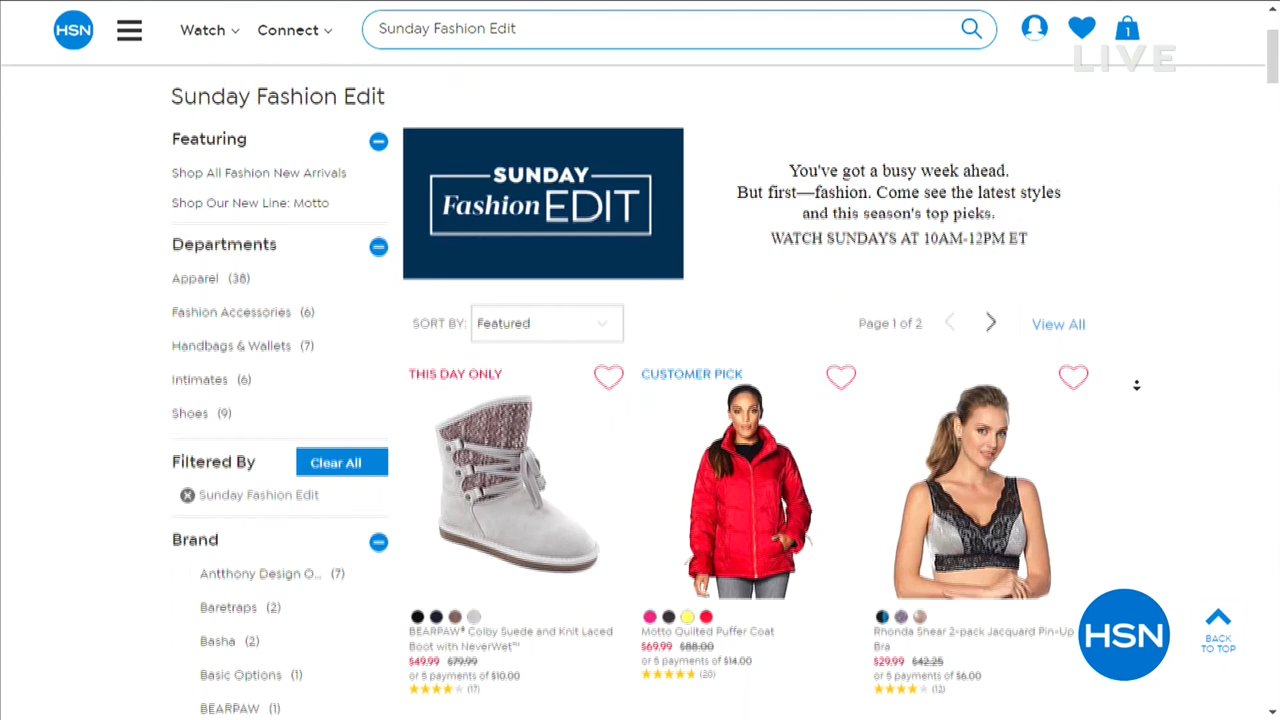 HSN
Watch
Connect
Sunday Fashion Edit
1
LIVE
Sunday Fashion Edit
Featuring
Shop All Fashion New Arrivals
Shop Our New Line: Motto
Departments
Apparel (38)
Fashion Accessories (6)
Handbags & Wallets (7)
Intimates (6)
Shoes (9)
Filtered By
Clear All
Sunday Fashion Edit
Brand
Antthony Design O... (7)
Baretraps (2)
Basha (2)
Basic Options (1)
BEARPAW (1)
SUNDAY
Fashion EDIT
You've got a busy week ahead.
But first—fashion. Come see the latest styles
and this season's top picks.
WATCH SUNDAYS AT 10AM-12PM ET
SORT BY: Featured
Page 1 of 2
View All
THIS DAY ONLY
BEARPAW® Colby Suede and Knit Laced
Boot with NeverWet™
$49.99 $79.99
or 5 payments of $10.00
(17)
CUSTOMER PICK
Motto Quilted Puffer Coat
$69.99 $88.00
or 5 payments of $14.00
(20)
Rhonda Shear 2-pack Jacquard Pin-Up
Bra
$29.99 $42.25
or 5 payments of $6.00
(12)
HSN
BACK
TO TOP